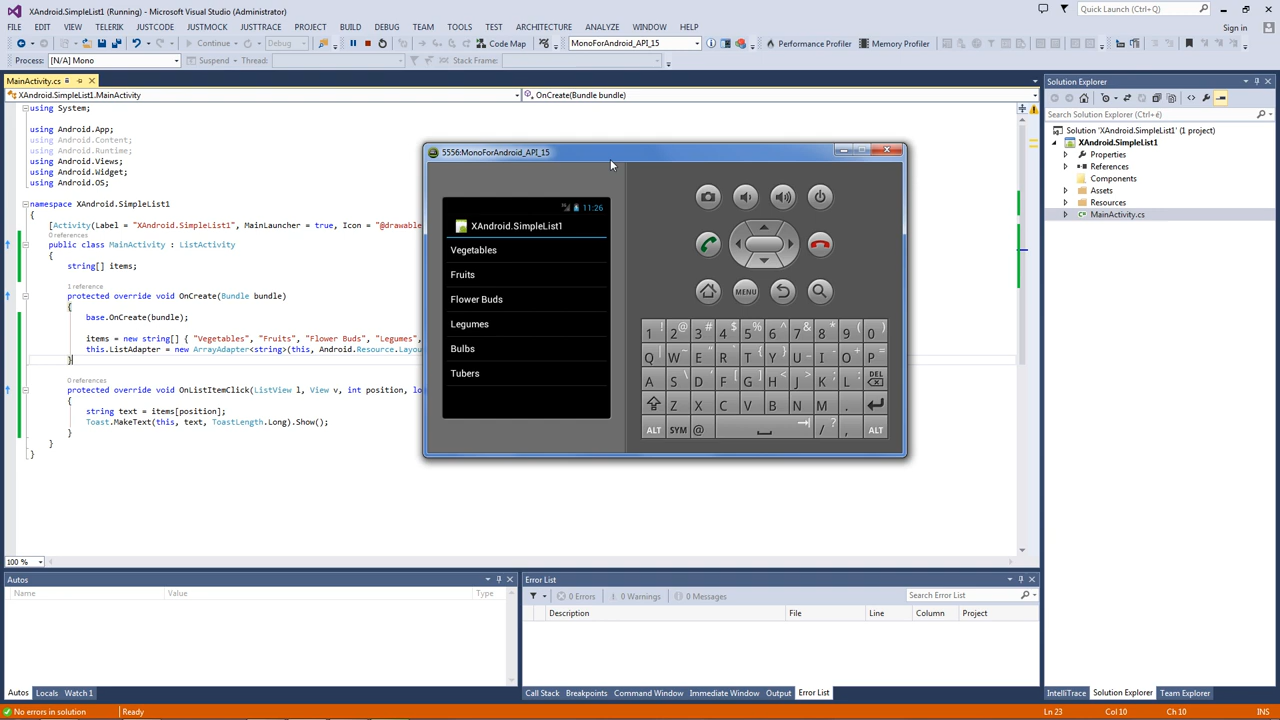 XAndroid.SimpleList1 (Running) - Microsoft Visual Studio (Administrator)
Quick Launch (Ctrl+è)
FILE EDIT VIEW TELERIK JUSTCODE JUSTMOCK JUSTTRACE PROJECT BUILD DEBUG TEAM TOOLS TEST ARCHITECTURE ANALYZE WINDOW HELP
Sign in
Continue Debug Code Map MonoForAndroid_API_15 Performance Profiler Memory Profiler
Process: [N/A] Mono Suspend Thread: Stack Frame:
MainActivity.cs
XAndroid.SimpleList1.MainActivity
OnCreate(Bundle bundle)
using System;
using Android.App;
using Android.Content;
using Android.Runtime;
using Android.Views;
using Android.Widget;
using Android.OS;
namespace XAndroid.SimpleList1
{
[Activity(Label = "XAndroid.SimpleList1", MainLauncher = true, Icon = "@drawable
0 references
public class MainActivity : ListActivity
{
string[] items;
1 reference
protected override void OnCreate(Bundle bundle)
{
base.OnCreate(bundle);
items = new string[] { "Vegetables", "Fruits", "Flower Buds", "Legumes",
this.ListAdapter = new ArrayAdapter<string>(this, Android.Resource.Layou
}
0 references
protected override void OnListItemClick(ListView l, View v, int position, lo
{
string text = items[position];
Toast.MakeText(this, text, ToastLength.Long).Show();
}
}
}
5556:MonoForAndroid_API_15
11:26
XAndroid.SimpleList1
Vegetables
Fruits
Flower Buds
Legumes
Bulbs
Tubers
MENU
1 ! 2 @ 3 # 4 $ 5 % 6 ^ 7 & 8 * 9 ( 0 )
Q W E R T Y U I O P
A S D F G H J K L DEL
Z X C V B N M .
ALT SYM @ / ? , ALT
Solution Explorer
Search Solution Explorer (Ctrl+é)
Solution 'XAndroid.SimpleList1' (1 project)
XAndroid.SimpleList1
Properties
References
Components
Assets
Resources
MainActivity.cs
100 %
Autos
Name Value Type
Autos Locals Watch 1
Error List
0 Errors 0 Warnings 0 Messages
Search Error List
Description File Line Column Project
Call Stack Breakpoints Command Window Immediate Window Output Error List
IntelliTrace Solution Explorer Team Explorer
No errors in solution Ready Ln 23 Col 10 Ch 10 INS